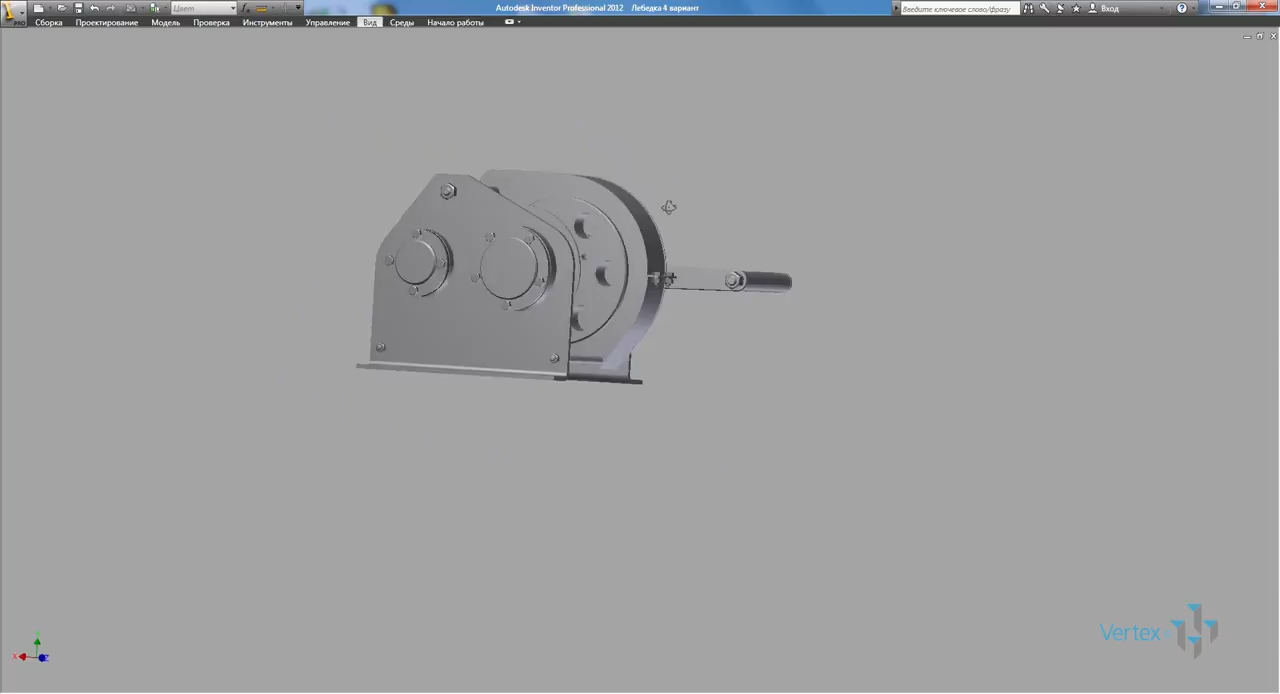 Autodesk Inventor Professional 2012 Лебедка 4 вариант
Цвет
Введите ключевое слово/фразу
Вход
PRO
Сборка Проектирование Модель Проверка Инструменты Управление Вид Среды Начало работы
Vertex